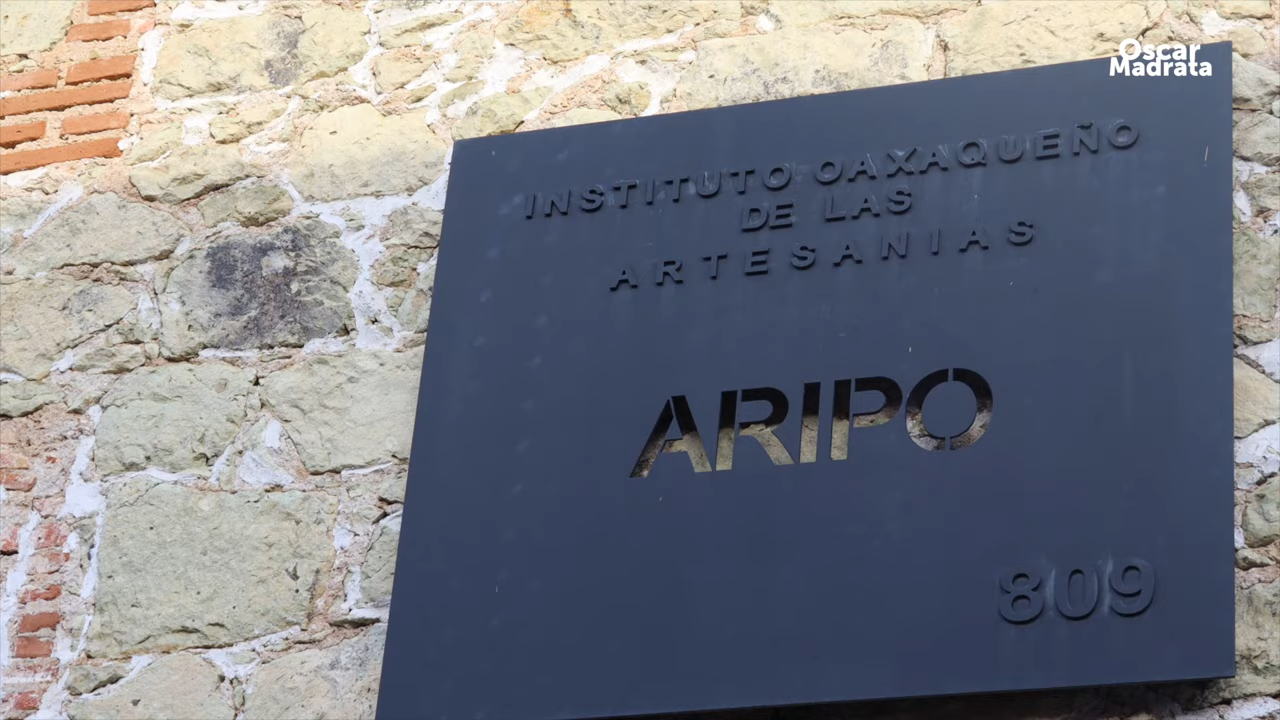 Oscar
Madrata
INSTITUTO OAXAQUEÑO
DE LAS
ARTESANIAS
ARIPO
809